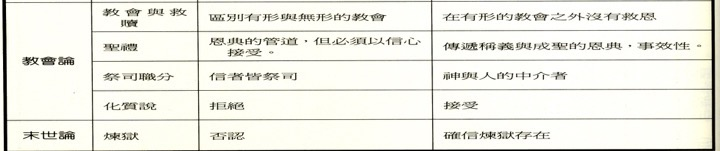 教會與救贖 區別有形與無形的教會 在有形的教會之外沒有救恩
教會論 聖禮 恩典的管道，但必須以信心接受。 傳遞稱義與成聖的恩典，事效性。
祭司職分 信者皆祭司 神與人的中介者
化質說 拒絕 接受
末世論 煉獄 否認 確信煉獄存在